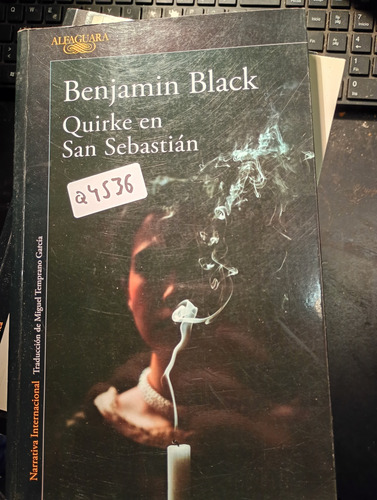 ALFAGUARA
Benjamin Black
Quirke en
San Sebastián
Q4536
Narrativa Internacional
Traducción de Miguel Temprano García